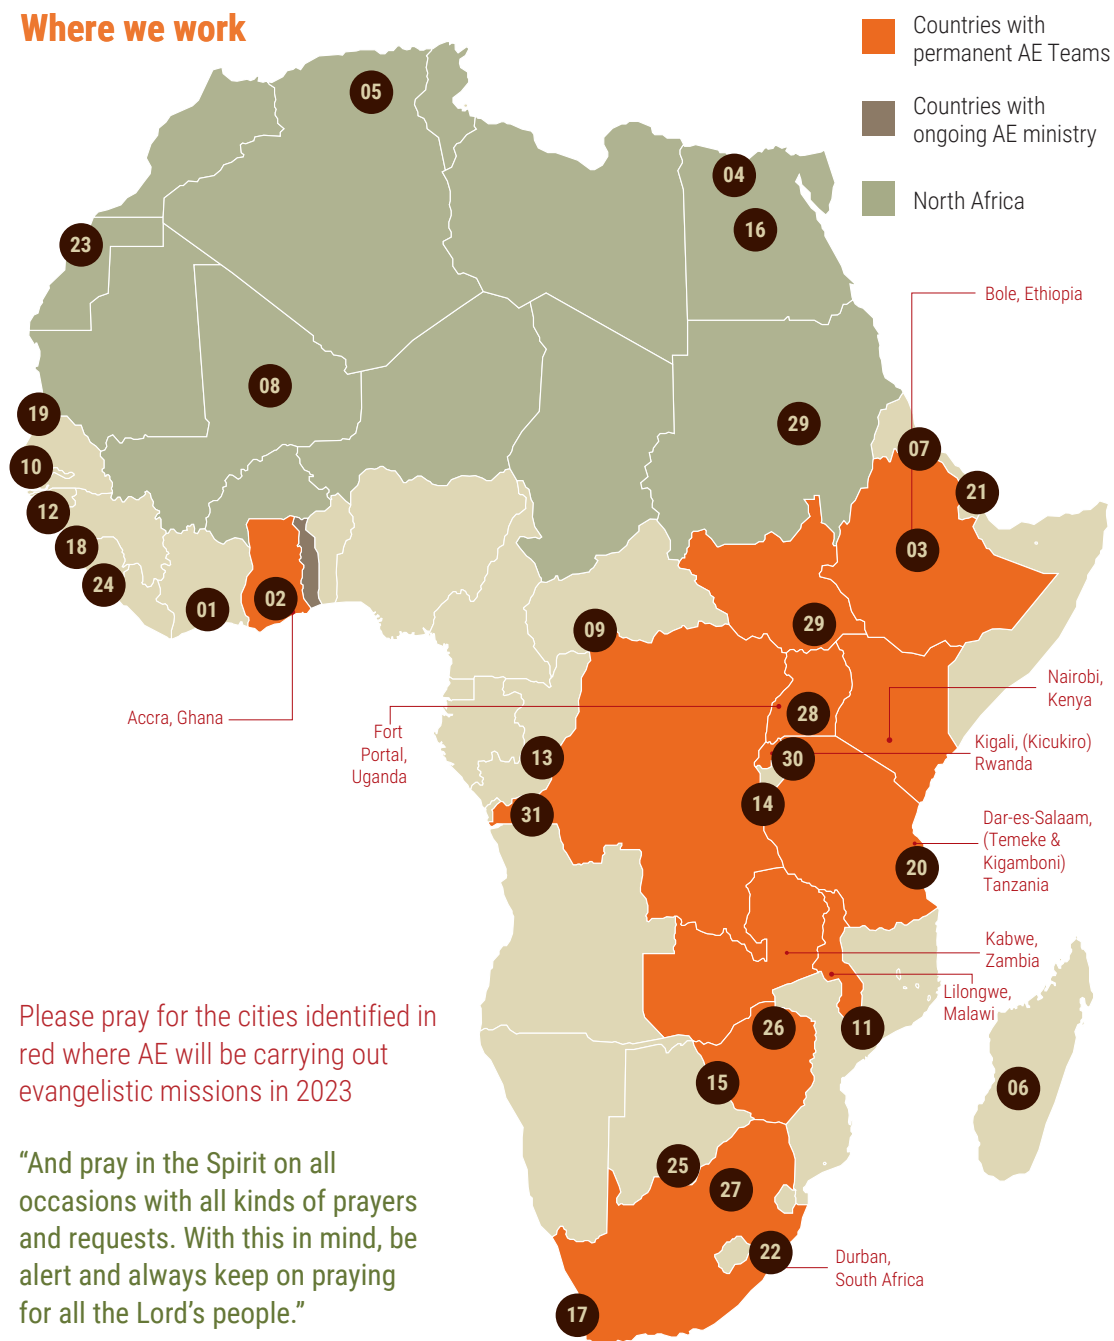 Where we work
Countries with
permanent AE Teams
Countries with
ongoing AE ministry
North Africa
05
04
16
23
Bole, Ethiopia
08
19
29
07
10
21
12
18
03
24
02
01
29
09
Nairobi,
Kenya
28
Accra, Ghana
Fort
Portal,
Uganda
Kigali, (Kicukiro)
Rwanda
13
30
14
31
Dar-es-Salaam,
(Temeke &
Kigamboni)
Tanzania
20
Kabwe,
Zambia
Lilongwe,
Malawi
26
11
15
06
Please pray for the cities identified in
red where AE will be carrying out
evangelistic missions in 2023
25
27
22
Durban,
South Africa
17
“And pray in the Spirit on all
occasions with all kinds of prayers
and requests. With this in mind, be
alert and always keep on praying
for all the Lord’s people.”